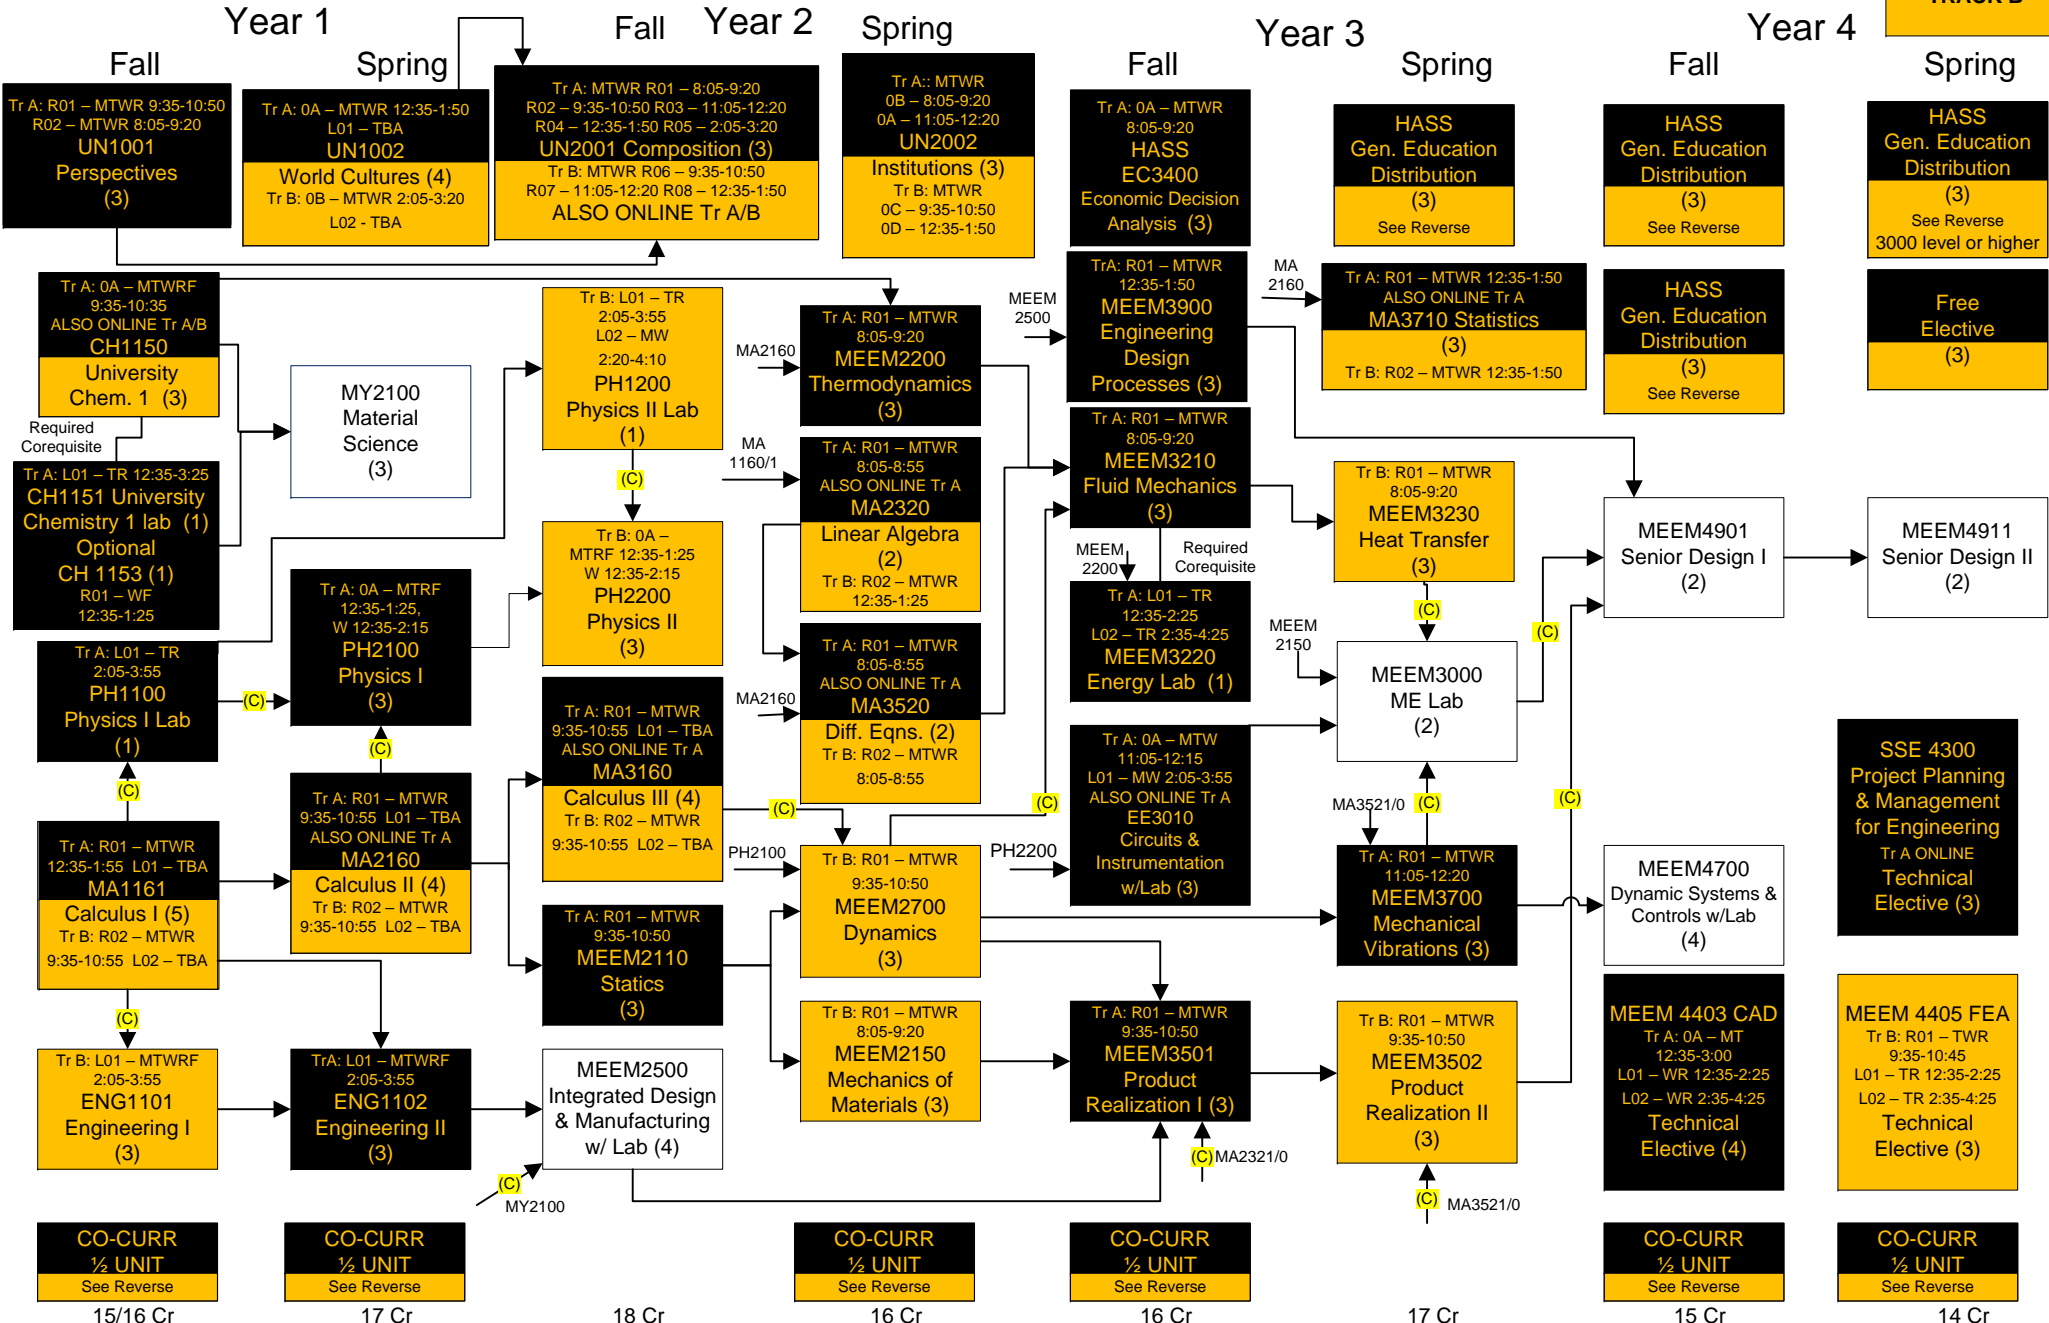 Year 1
Fall
Year 2
Spring
Year 3
Year 4
TRACK B
Fall
Spring
Fall
Spring
Fall
Spring
Tr A: R01 – MTWR 9:35-10:50
R02 – MTWR 8:05-9:20
UN1001
Perspectives
(3)
Tr A: 0A – MTWR 12:35-1:50
L01 – TBA
UN1002
World Cultures (4)
Tr B: 0B – MTWR 2:05-3:20
L02 - TBA
Tr A: MTWR R01 – 8:05-9:20
R02 – 9:35-10:50 R03 – 11:05-12:20
R04 – 12:35-1:50 R05 – 2:05-3:20
UN2001 Composition (3)
Tr B: MTWR R06 – 9:35-10:50
R07 – 11:05-12:20 R08 – 12:35-1:50
ALSO ONLINE Tr A/B
Tr A:: MTWR
0B – 8:05-9:20
0A – 11:05-12:20
UN2002
Institutions (3)
Tr B: MTWR
0C – 9:35-10:50
0D – 12:35-1:50
Tr A: 0A – MTWR
8:05-9:20
HASS
EC3400
Economic Decision
Analysis (3)
HASS
Gen. Education
Distribution
(3)
See Reverse
HASS
Gen. Education
Distribution
(3)
See Reverse
HASS
Gen. Education
Distribution
(3)
See Reverse
3000 level or higher
Tr A: 0A – MTWRF
9:35-10:35
ALSO ONLINE Tr A/B
CH1150
University
Chem. 1 (3)
Required
Corequisite
Tr A: L01 – TR 12:35-3:25
CH1151 University
Chemistry 1 lab (1)
Optional
CH 1153 (1)
R01 – WF
12:35-1:25
MY2100
Material
Science
(3)
Tr B: L01 – TR
2:05-3:55
L02 – MW
2:20-4:10
PH1200
Physics II Lab
(1)
(C)
Tr B: 0A –
MTRF 12:35-1:25
W 12:35-2:15
PH2200
Physics II
(3)
MA2160
Tr A: R01 – MTWR
8:05-9:20
MEEM2200
Thermodynamics
(3)
MA
1160/1
Tr A: R01 – MTWR
8:05-8:55
ALSO ONLINE Tr A
MA2320
Linear Algebra
(2)
Tr B: R02 – MTWR
12:35-1:25
MEEM
2500
TrA: R01 – MTWR
12:35-1:50
MEEM3900
Engineering
Design
Processes (3)
MA
2160
Tr A: R01 – MTWR 12:35-1:50
ALSO ONLINE Tr A
MA3710 Statistics
(3)
Tr B: R02 – MTWR 12:35-1:50
HASS
Gen. Education
Distribution
(3)
See Reverse
Free
Elective
(3)
Tr A: R01 – MTWR
8:05-9:20
MEEM3210
Fluid Mechanics
(3)
MEEM
2200
Required
Corequisite
Tr A: L01 – TR
12:35-2:25
L02 – TR 2:35-4:25
MEEM3220
Energy Lab (1)
Tr B: R01 – MTWR
8:05-9:20
MEEM3230
Heat Transfer
(3)
(C)
MEEM
2150
MEEM3000
ME Lab
(2)
(C)
MEEM4901
Senior Design I
(2)
MEEM4911
Senior Design II
(2)
Tr A: L01 – TR
2:05-3:55
PH1100
Physics I Lab
(1)
(C)
Tr A: 0A – MTRF
12:35-1:25,
W 12:35-2:15
PH2100
Physics I
(3)
(C)
(C)
Tr A: R01 – MTWR
9:35-10:55 L01 – TBA
ALSO ONLINE Tr A
MA3160
Calculus III (4)
Tr B: R02 – MTWR
9:35-10:55 L02 – TBA
MA2160
Tr A: R01 – MTWR
8:05-8:55
ALSO ONLINE Tr A
MA3520
Diff. Eqns. (2)
Tr B: R02 – MTWR
8:05-8:55
(C)
(C)
Tr A: 0A – MTW
11:05-12:15
L01 – MW 2:05-3:55
ALSO ONLINE Tr A
EE3010
Circuits &
Instrumentation
w/Lab (3)
MA3521/0
(C)
(C)
SSE 4300
Project Planning
& Management
for Engineering
Tr A ONLINE
Technical
Elective (3)
Tr A: R01 – MTWR
12:35-1:55 L01 – TBA
MA1161
Calculus I (5)
Tr B: R02 – MTWR
9:35-10:55 L02 – TBA
(C)
Tr A: R01 – MTWR
9:35-10:55 L01 – TBA
ALSO ONLINE Tr A
MA2160
Calculus II (4)
Tr B: R02 – MTWR
9:35-10:55 L02 – TBA
Tr A: R01 – MTWR
9:35-10:50
MEEM2110
Statics
(3)
PH2100
Tr B: R01 – MTWR
9:35-10:50
MEEM2700
Dynamics
(3)
PH2200
Tr A: R01 – MTWR
11:05-12:20
MEEM3700
Mechanical
Vibrations (3)
MEEM4700
Dynamic Systems &
Controls w/Lab
(4)
Tr B: L01 – MTWRF
2:05-3:55
ENG1101
Engineering I
(3)
TrA: L01 – MTWRF
2:05-3:55
ENG1102
Engineering II
(3)
MEEM2500
Integrated Design
& Manufacturing
w/ Lab (4)
(C)
MY2100
Tr B: R01 – MTWR
8:05-9:20
MEEM2150
Mechanics of
Materials (3)
Tr A: R01 – MTWR
9:35-10:50
MEEM3501
Product
Realization I (3)
(C) MA2321/0
Tr B: R01 – MTWR
9:35-10:50
MEEM3502
Product
Realization II
(3)
(C) MA3521/0
MEEM 4403 CAD
Tr A: 0A – MT
12:35-3:00
L01 – WR 12:35-2:25
L02 – WR 2:35-4:25
Technical
Elective (4)
MEEM 4405 FEA
Tr B: R01 – TWR
9:35-10:45
L01 – TR 12:35-2:25
L02 – TR 2:35-4:25
Technical
Elective (3)
CO-CURR
½ UNIT
See Reverse
CO-CURR
½ UNIT
See Reverse
CO-CURR
½ UNIT
See Reverse
CO-CURR
½ UNIT
See Reverse
CO-CURR
½ UNIT
See Reverse
CO-CURR
½ UNIT
See Reverse
15/16 Cr
17 Cr
18 Cr
16 Cr
16 Cr
17 Cr
15 Cr
14 Cr